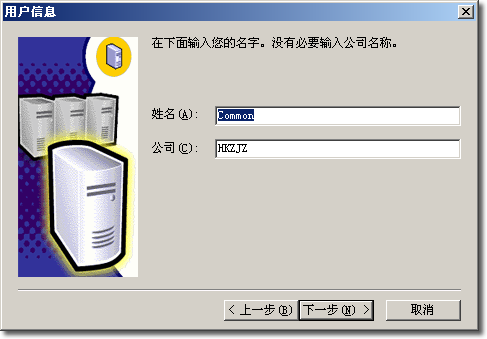 用户信息
在下面输入您的名字。没有必要输入公司名称。
姓名(A): Common
公司(C): HKZJZ
< 上一步(B) 下一步(N) > 取消